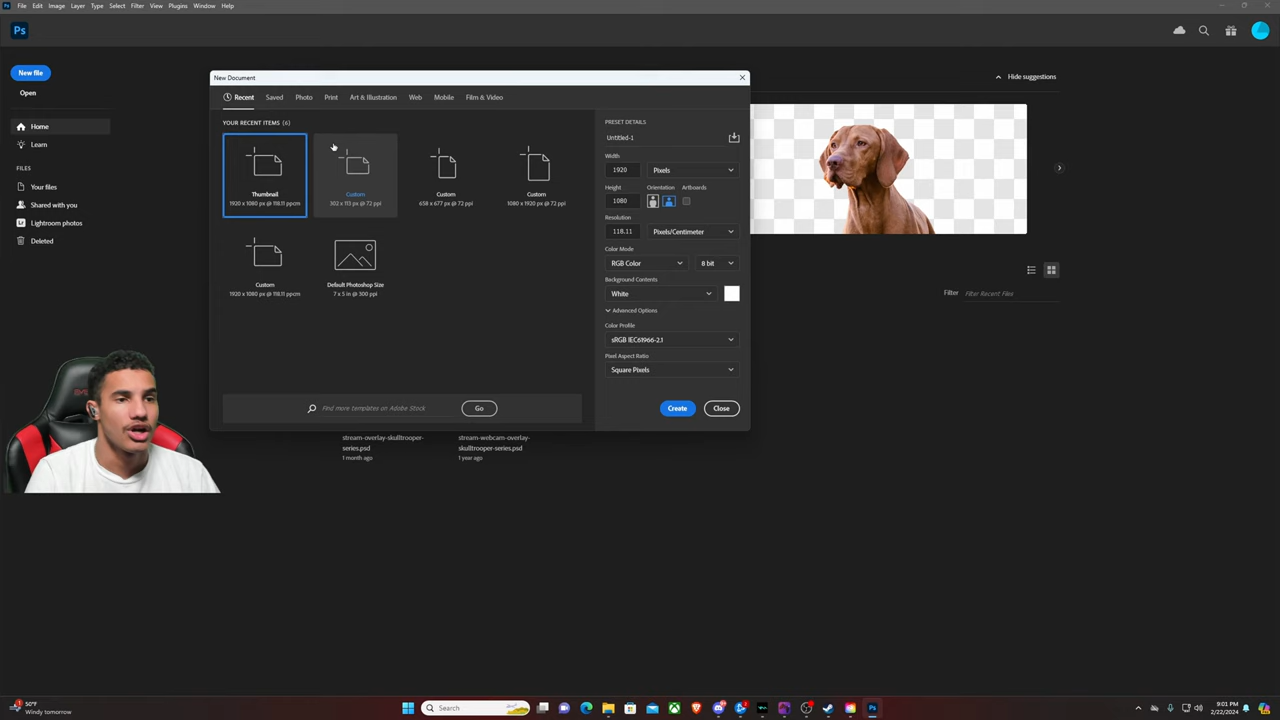 File Edit Image Layer Type Select Filter View Plugins Window Help
Ps
New file
Open
Home
Learn
FILES
Your files
Shared with you
Lightroom photos
Deleted
Hide suggestions
New Document
Recent Saved Photo Print Art & Illustration Web Mobile Film & Video
YOUR RECENT ITEMS (6)
Thumbnail
1920 x 1080 px @ 118.11 ppcm
Custom
302 x 113 px @ 72 ppi
Custom
658 x 677 px @ 72 ppi
Custom
1080 x 1920 px @ 72 ppi
Custom
1920 x 1080 px @ 118.11 ppcm
Default Photoshop Size
7 x 5 in @ 300 ppi
Find more templates on Adobe Stock Go
PRESET DETAILS
Untitled-1
Width
1920 Pixels
Height Orientation Artboards
1080
Resolution
118.11 Pixels/Centimeter
Color Mode
RGB Color 8 bit
Background Contents
White
Advanced Options
Color Profile
sRGB IEC61966-2.1
Pixel Aspect Ratio
Square Pixels
Create Close
Filter Filter Recent Files
stream-overlay-skulltrooper-
series.psd
1 month ago
stream-webcam-overlay-
skulltrooper-series.psd
1 year ago
50°F
Windy tomorrow
Search
Ps
9:01 PM
2/22/2024